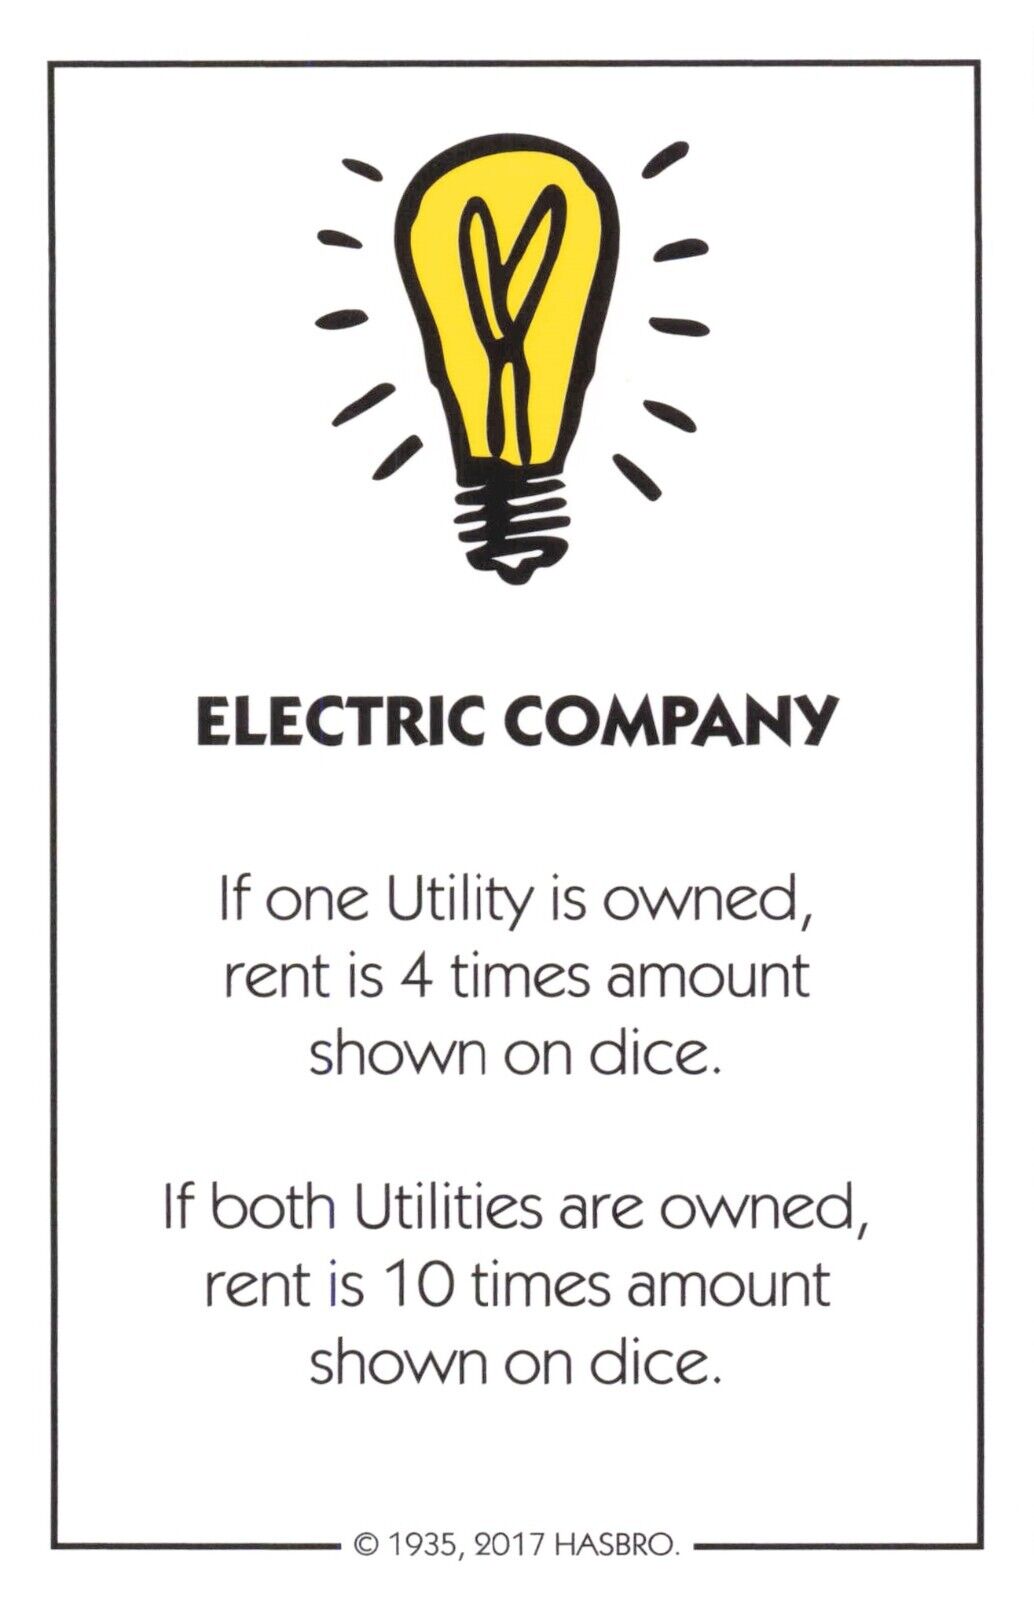 ELECTRIC COMPANY
If one Utility is owned,
rent is 4 times amount
shown on dice.
If both Utilities are owned,
rent is 10 times amount
shown on dice.
© 1935, 2017 HASBRO.